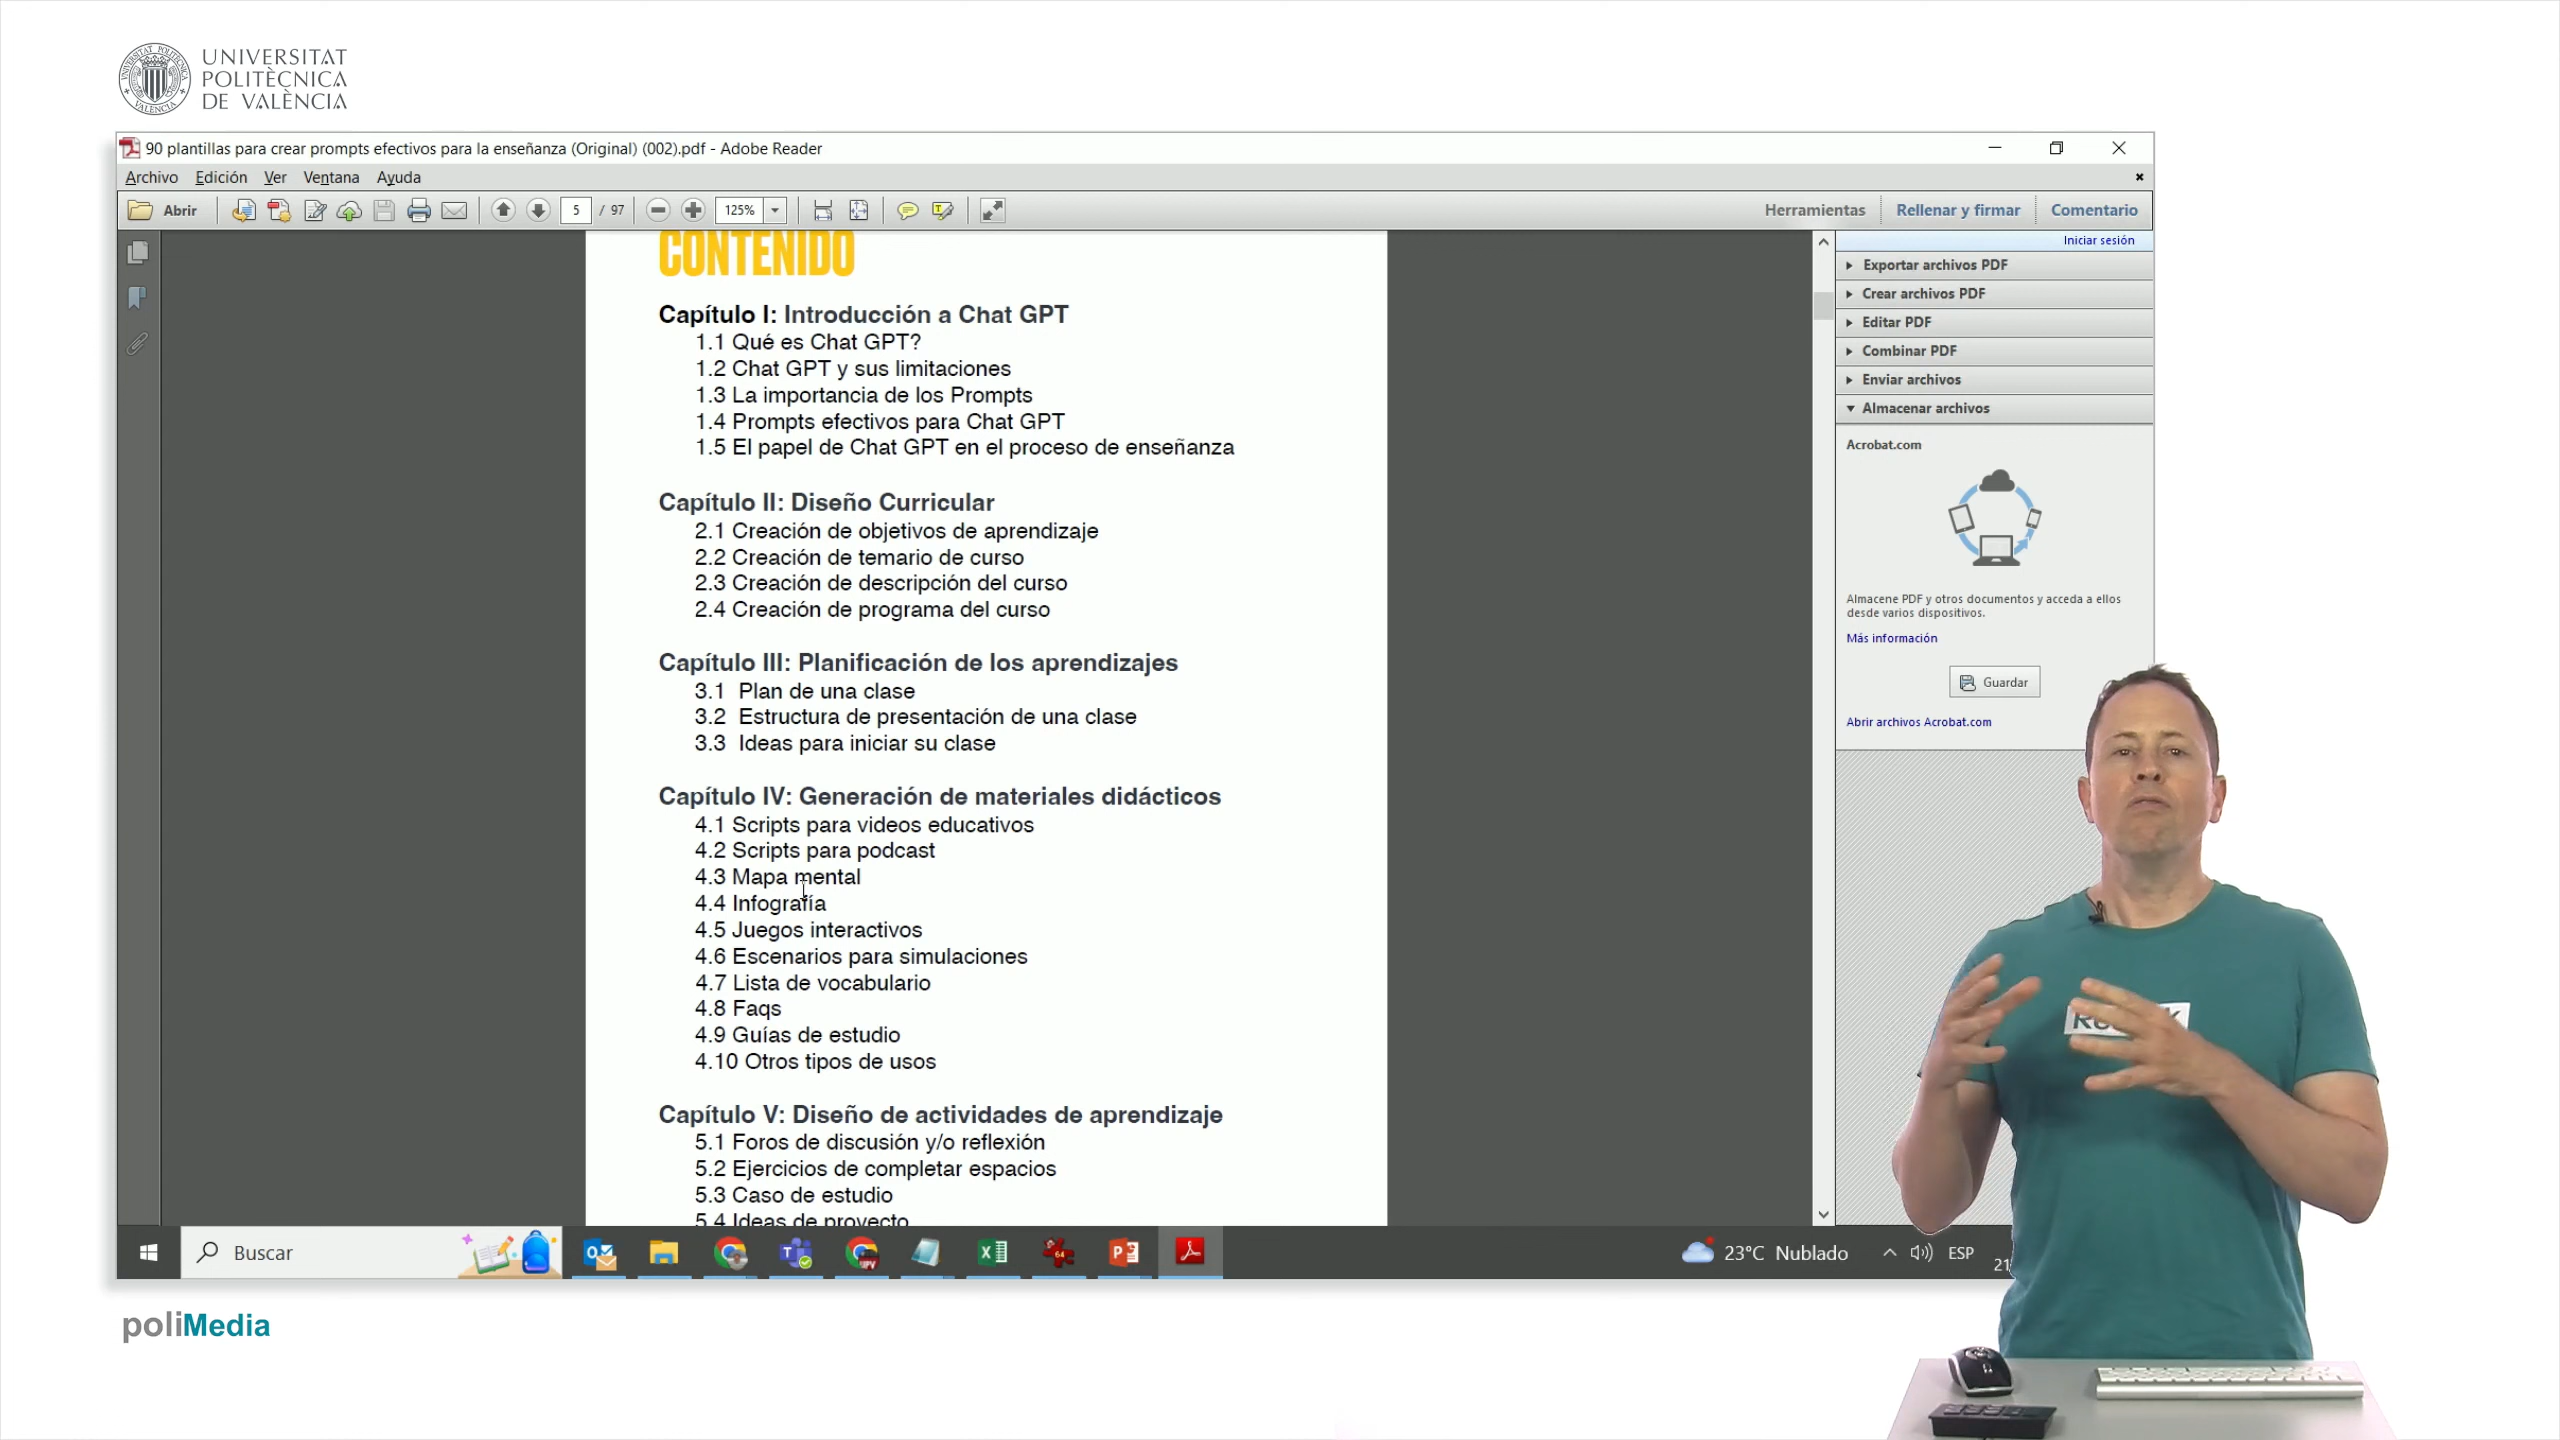 UNIVERSITAT
POLITÈCNICA
DE VALÈNCIA
90 plantillas para crear prompts efectivos para la enseñanza (Original) (002).pdf - Adobe Reader
Archivo Edición Ver Ventana Ayuda
Abrir 5 / 97 125% Herramientas Rellenar y firmar Comentario
CONTENIDO
Capítulo I: Introducción a Chat GPT
1.1 Qué es Chat GPT?
1.2 Chat GPT y sus limitaciones
1.3 La importancia de los Prompts
1.4 Prompts efectivos para Chat GPT
1.5 El papel de Chat GPT en el proceso de enseñanza
Capítulo II: Diseño Curricular
2.1 Creación de objetivos de aprendizaje
2.2 Creación de temario de curso
2.3 Creación de descripción del curso
2.4 Creación de programa del curso
Capítulo III: Planificación de los aprendizajes
3.1 Plan de una clase
3.2 Estructura de presentación de una clase
3.3 Ideas para iniciar su clase
Capítulo IV: Generación de materiales didácticos
4.1 Scripts para videos educativos
4.2 Scripts para podcast
4.3 Mapa mental
4.4 Infografía
4.5 Juegos interactivos
4.6 Escenarios para simulaciones
4.7 Lista de vocabulario
4.8 Faqs
4.9 Guías de estudio
4.10 Otros tipos de usos
Capítulo V: Diseño de actividades de aprendizaje
5.1 Foros de discusión y/o reflexión
5.2 Ejercicios de completar espacios
5.3 Caso de estudio
5.4 Ideas de proyecto
Iniciar sesión
Exportar archivos PDF
Crear archivos PDF
Editar PDF
Combinar PDF
Enviar archivos
Almacenar archivos
Acrobat.com
Almacene PDF y otros documentos y acceda a ellos
desde varios dispositivos.
Más información
Guardar
Abrir archivos Acrobat.com
Buscar
23°C Nublado ESP
21
poliMedia